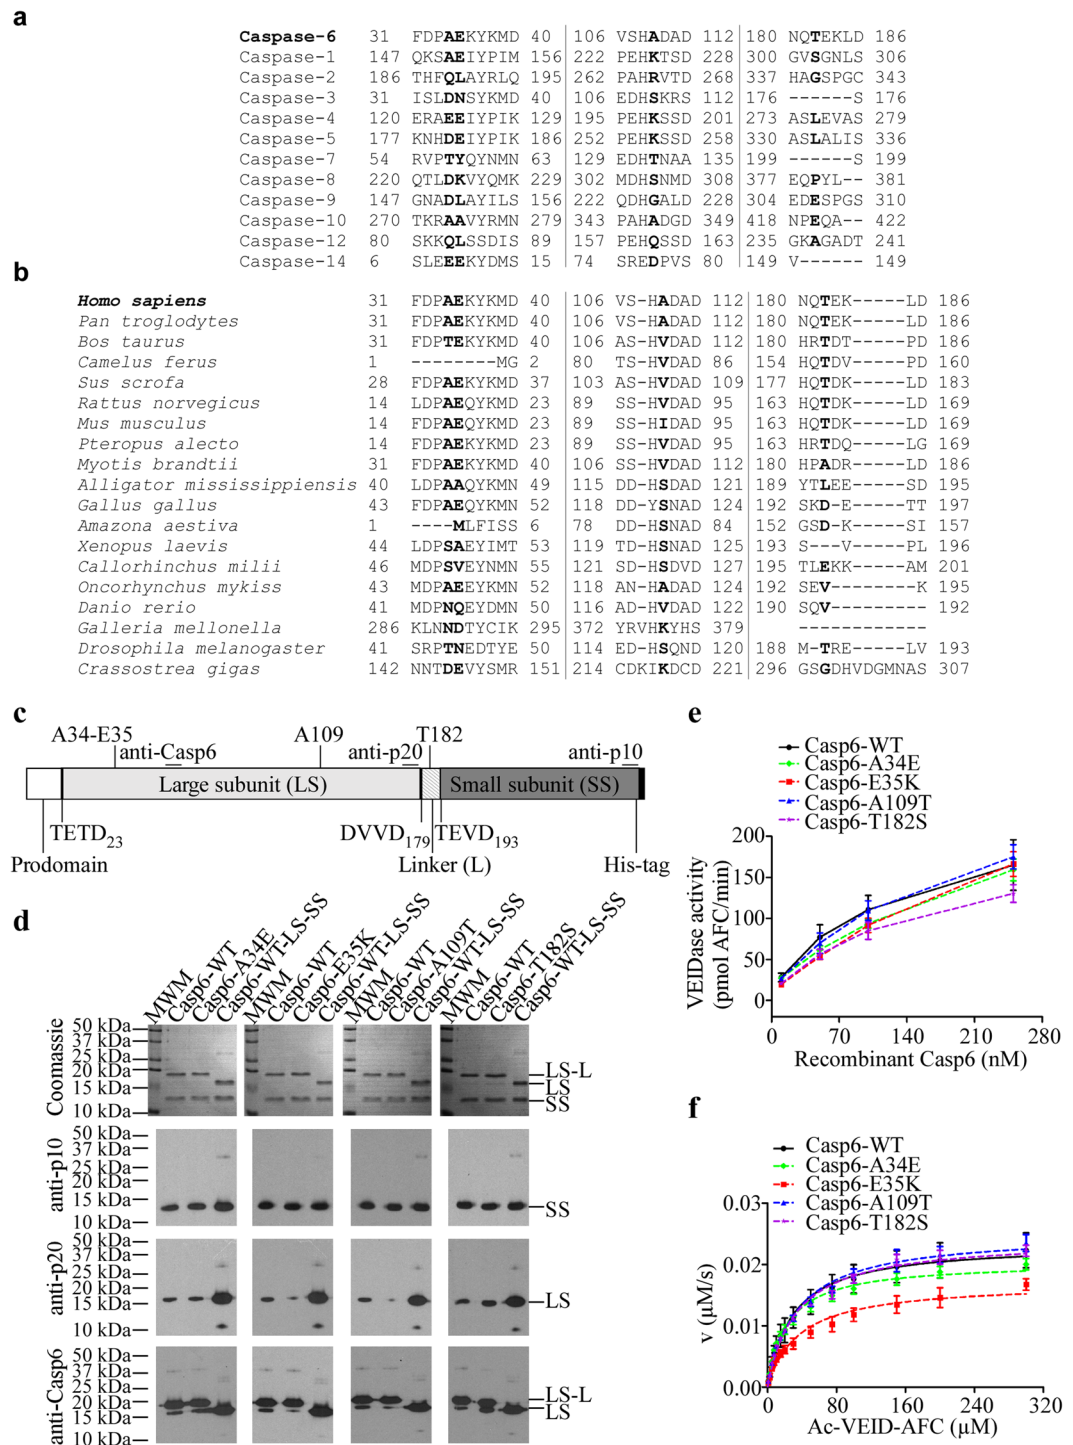 a
Caspase-6 31 FDPAEKYKMD 40 106 VSHADAD 112 180 NQTEKLD 186
Caspase-1 147 QKSAEIYPIM 156 222 PEHKTSD 228 300 GVSGNLS 306
Caspase-2 186 THFQLAYRLQ 195 262 PAHRVTD 268 337 HAGSPGC 343
Caspase-3 31 ISLDNSYKMD 40 106 EDHSKRS 112 176 ------S 176
Caspase-4 120 ERAEEIYPIK 129 195 PEHKSSD 201 273 ASLEVAS 279
Caspase-5 177 KNHDEIYPIK 186 252 PEHKSSD 258 330 ASLALIS 336
Caspase-7 54 RVPTYQYNMN 63 129 EDHTNAA 135 199 ------S 199
Caspase-8 220 QTLDKVYQMK 229 302 MDHSNMD 308 377 EQPYL-- 381
Caspase-9 147 GNADLAYILS 156 222 QDHGALD 228 304 EDESPGS 310
Caspase-10 270 TKRAAVYRMN 279 343 PAHADGD 349 418 NPEQA-- 422
Caspase-12 80 SKKQLSSDIS 89 157 PEHQSSD 163 235 GKAGADT 241
Caspase-14 6 SLEEEKYDMS 15 74 SREDPVS 80 149 V------ 149
b
Homo sapiens 31 FDPAEKYKMD 40 106 VS-HADAD 112 180 NQTEK-----LD 186
Pan troglodytes 31 FDPAEKYKMD 40 106 VS-HADAD 112 180 NQTEK-----LD 186
Bos taurus 31 FDPTEKYKMD 40 106 AS-HVDAD 112 180 HRTDT-----PD 186
Camelus ferus 1 --------MG 2 80 TS-HVDAD 86 154 HQTDV-----PD 160
Sus scrofa 28 FDPAEKYKMD 37 103 AS-HVDAD 109 177 HQTDK-----LD 183
Rattus norvegicus 14 LDPAEQYKMD 23 89 SS-HVDAD 95 163 HQTDK-----LD 169
Mus musculus 14 LDPAEQYKMD 23 89 SS-HIDAD 95 163 HQTDK-----LD 169
Pteropus alecto 14 FDPAEKYKMD 23 89 SS-HVDAD 95 163 HRTDQ-----LG 169
Myotis brandtii 31 FDPAEKYKMD 40 106 SS-HVDAD 112 180 HPADR-----LD 186
Alligator mississippiensis 40 LDPAAQYKMN 49 115 DD-HSDAD 121 189 YTLEE-----SD 195
Gallus gallus 43 FDPAEQYKMN 52 118 DD-YSNAD 124 192 SKD-E-----TT 197
Amazona aestiva 1 ----MLFISS 6 78 DD-HSNAD 84 152 GSD-K-----SI 157
Xenopus laevis 44 LDPSAEYIMT 53 119 TD-HSNAD 125 193 S---V-----PL 196
Callorhinchus milii 46 MDPSVEYNMN 55 121 SD-HSDVD 127 195 TLEKK-----AM 201
Oncorhynchus mykiss 43 MDPAEEYKMN 52 118 AN-HADAD 124 192 SEV--------K 195
Danio rerio 41 MDPNQEYDMN 50 116 AD-HVDAD 122 190 SQV--------- 192
Galleria mellonella 286 KLNNDTYCIK 295 372 YRVHKYHS 379 ------------
Drosophila melanogaster 41 SRPTNEDTYE 50 114 ED-HSQND 120 188 M-TRE-----LV 193
Crassostrea gigas 142 NNTDEVYSMR 151 214 CDKIKDCD 221 296 GSGDHVDGMNAS 307
c
A34-E35 A109 T182
anti-Casp6 anti-p20 anti-p10
Large subunit (LS) Small subunit (SS)
TETD23 DVVD179 TEVD193
Prodomain Linker (L) His-tag
d
MWM Casp6-WT Casp6-A34E Casp6-WT-LS-SS MWM Casp6-WT Casp6-E35K Casp6-WT-LS-SS MWM Casp6-WT Casp6-A109T Casp6-WT-LS-SS MWM Casp6-WT Casp6-T182S Casp6-WT-LS-SS
Coomassie
50 kDa
37 kDa
25 kDa
20 kDa
15 kDa
10 kDa
LS-L
LS
SS
anti-p10
50 kDa
37 kDa
25 kDa
20 kDa
15 kDa
10 kDa
SS
anti-p20
50 kDa
37 kDa
25 kDa
20 kDa
15 kDa
10 kDa
LS
anti-Casp6
50 kDa
37 kDa
25 kDa
20 kDa
15 kDa
10 kDa
LS-L
LS
e
Casp6-WT
Casp6-A34E
Casp6-E35K
Casp6-A109T
Casp6-T182S
VEIDase activity
(pmol AFC/min)
200
150
100
50
0
0 70 140 210 280
Recombinant Casp6 (nM)
f
Casp6-WT
Casp6-A34E
Casp6-E35K
Casp6-A109T
Casp6-T182S
v (µM/s)
0.03
0.02
0.01
0.00
0 80 160 240 320
Ac-VEID-AFC (µM)